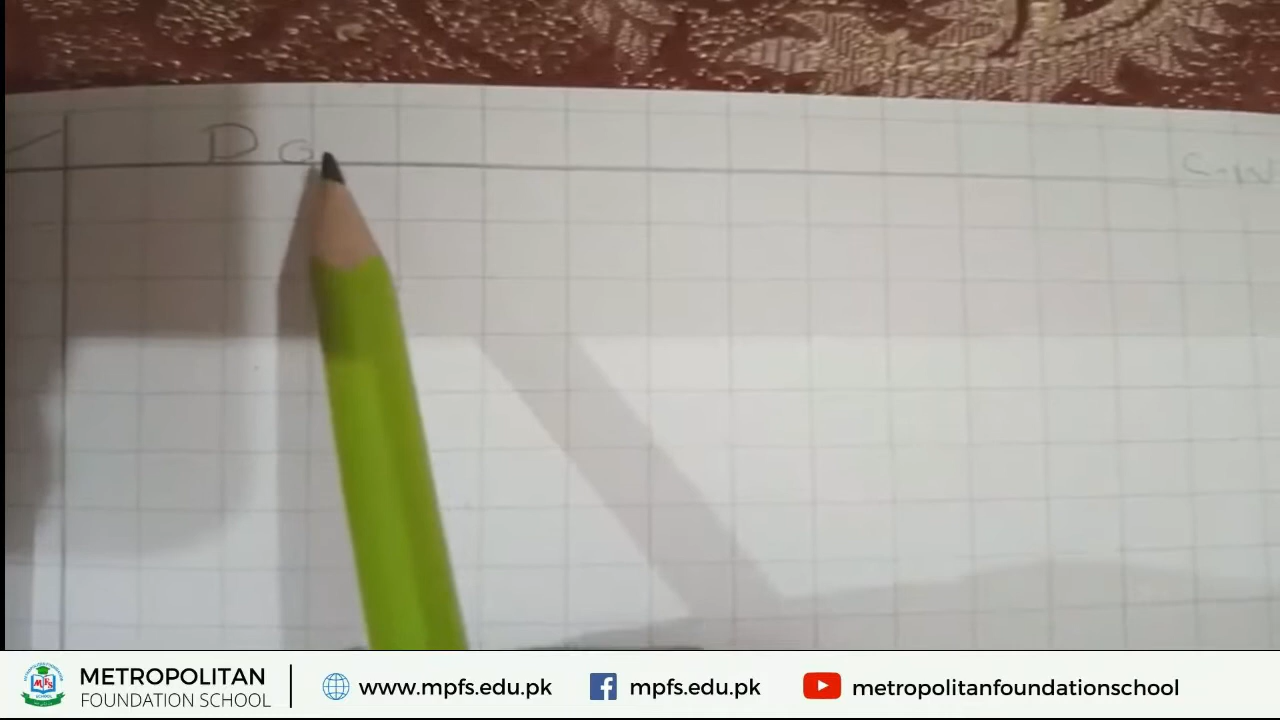 D a
C-W
METROPOLITAN
FOUNDATION SCHOOL
www.mpfs.edu.pk
mpfs.edu.pk
metropolitanfoundationschool